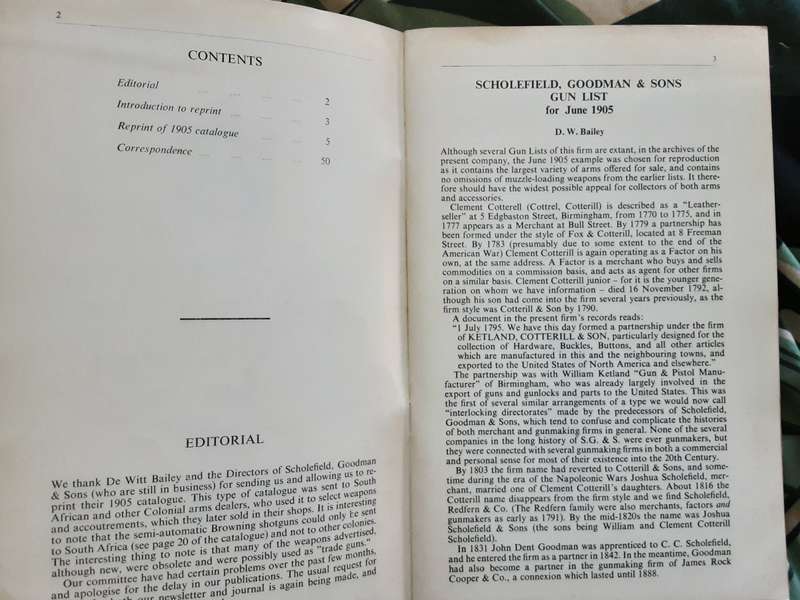 2
CONTENTS
Editorial 2
Introduction to reprint 3
Reprint of 1905 catalogue 5
Correspondence 50
EDITORIAL
We thank De Witt Bailey and the Directors of Scholefield, Goodman
& Sons (who are still in business) for sending us and allowing us to re-
print their 1905 catalogue. This type of catalogue was sent to South
African and other Colonial arms dealers, who used it to select weapons
and accoutrements, which they later sold in their shops. It is interesting
to note that the semi-automatic Browning shotguns could only be sent
to South Africa (see page 20 of the catalogue) and not to other colonies.
The interesting thing to note is that many of the weapons advertised,
although new, were obsolete and were possibly used as "trade guns."
Our committee have had certain problems over the past few months,
and apologise for the delay in our publications. The usual request for
both our newsletter and journal is again being made, and
3
SCHOLEFIELD, GOODMAN & SONS
GUN LIST
for June 1905
D. W. Bailey
Although several Gun Lists of this firm are extant, in the archives of the
present company, the June 1905 example was chosen for reproduction
as it contains the largest variety of arms offered for sale, and contains
no omissions of muzzle-loading weapons from the earlier lists. It there-
fore should have the widest possible appeal for collectors of both arms
and accessories.
Clement Cotterell (Cottrel, Cotterill) is described as a "Leather-
seller" at 5 Edgbaston Street, Birmingham, from 1770 to 1775, and in
1777 appears as a Merchant at Bull Street. By 1779 a partnership has
been formed under the style of Fox & Cotterill, located at 8 Freeman
Street. By 1783 (presumably due to some extent to the end of the
American War) Clement Cotterill is again operating as a Factor on his
own, at the same address. A Factor is a merchant who buys and sells
commodities on a commission basis, and acts as agent for other firms
on a similar basis. Clement Cotterill junior – for it is the younger gene-
ration on whom we have information – died 16 November 1792, al-
though his son had come into the firm several years previously, as the
firm style was Cotterill & Son by 1790.
A document in the present firm's records reads:
"1 July 1795. We have this day formed a partnership under the firm
of KETLAND, COTTERILL & SON, particularly designed for the
collection of Hardware, Buckles, Buttons, and all other articles
which are manufactured in this and the neighbouring towns, and
exported to the United States of North America and elsewhere."
The partnership was with William Ketland "Gun & Pistol Manu-
facturer" of Birmingham, who was already largely involved in the
export of guns and gunlocks and parts to the United States. This was
the first of several similar arrangements of a type we would now call
"interlocking directorates" made by the predecessors of Scholefield,
Goodman & Sons, which tend to confuse and complicate the histories
of both merchant and gunmaking firms in general. None of the several
companies in the long history of S.G. & S. were ever gunmakers, but
they were connected with several gunmaking firms in both a commercial
and personal sense for most of their existence into the 20th Century.
By 1803 the firm name had reverted to Cotterill & Sons, and some-
time during the era of the Napoleonic Wars Joshua Scholefield, mer-
chant, married one of Clement Cotterill's daughters. About 1816 the
Cotterill name disappears from the firm style and we find Scholefield,
Redfern & Co. (The Redfern family were also merchants, factors and
gunmakers as early as 1791). By the mid-1820s the name was Joshua
Scholefield & Sons (the sons being William and Clement Cotterill
Scholefield).
In 1831 John Dent Goodman was apprenticed to C. C. Scholefield,
and he entered the firm as a partner in 1842. In the meantime, Goodman
had also become a partner in the gunmaking firm of James Rock
Cooper & Co., a connexion which lasted until 1888.